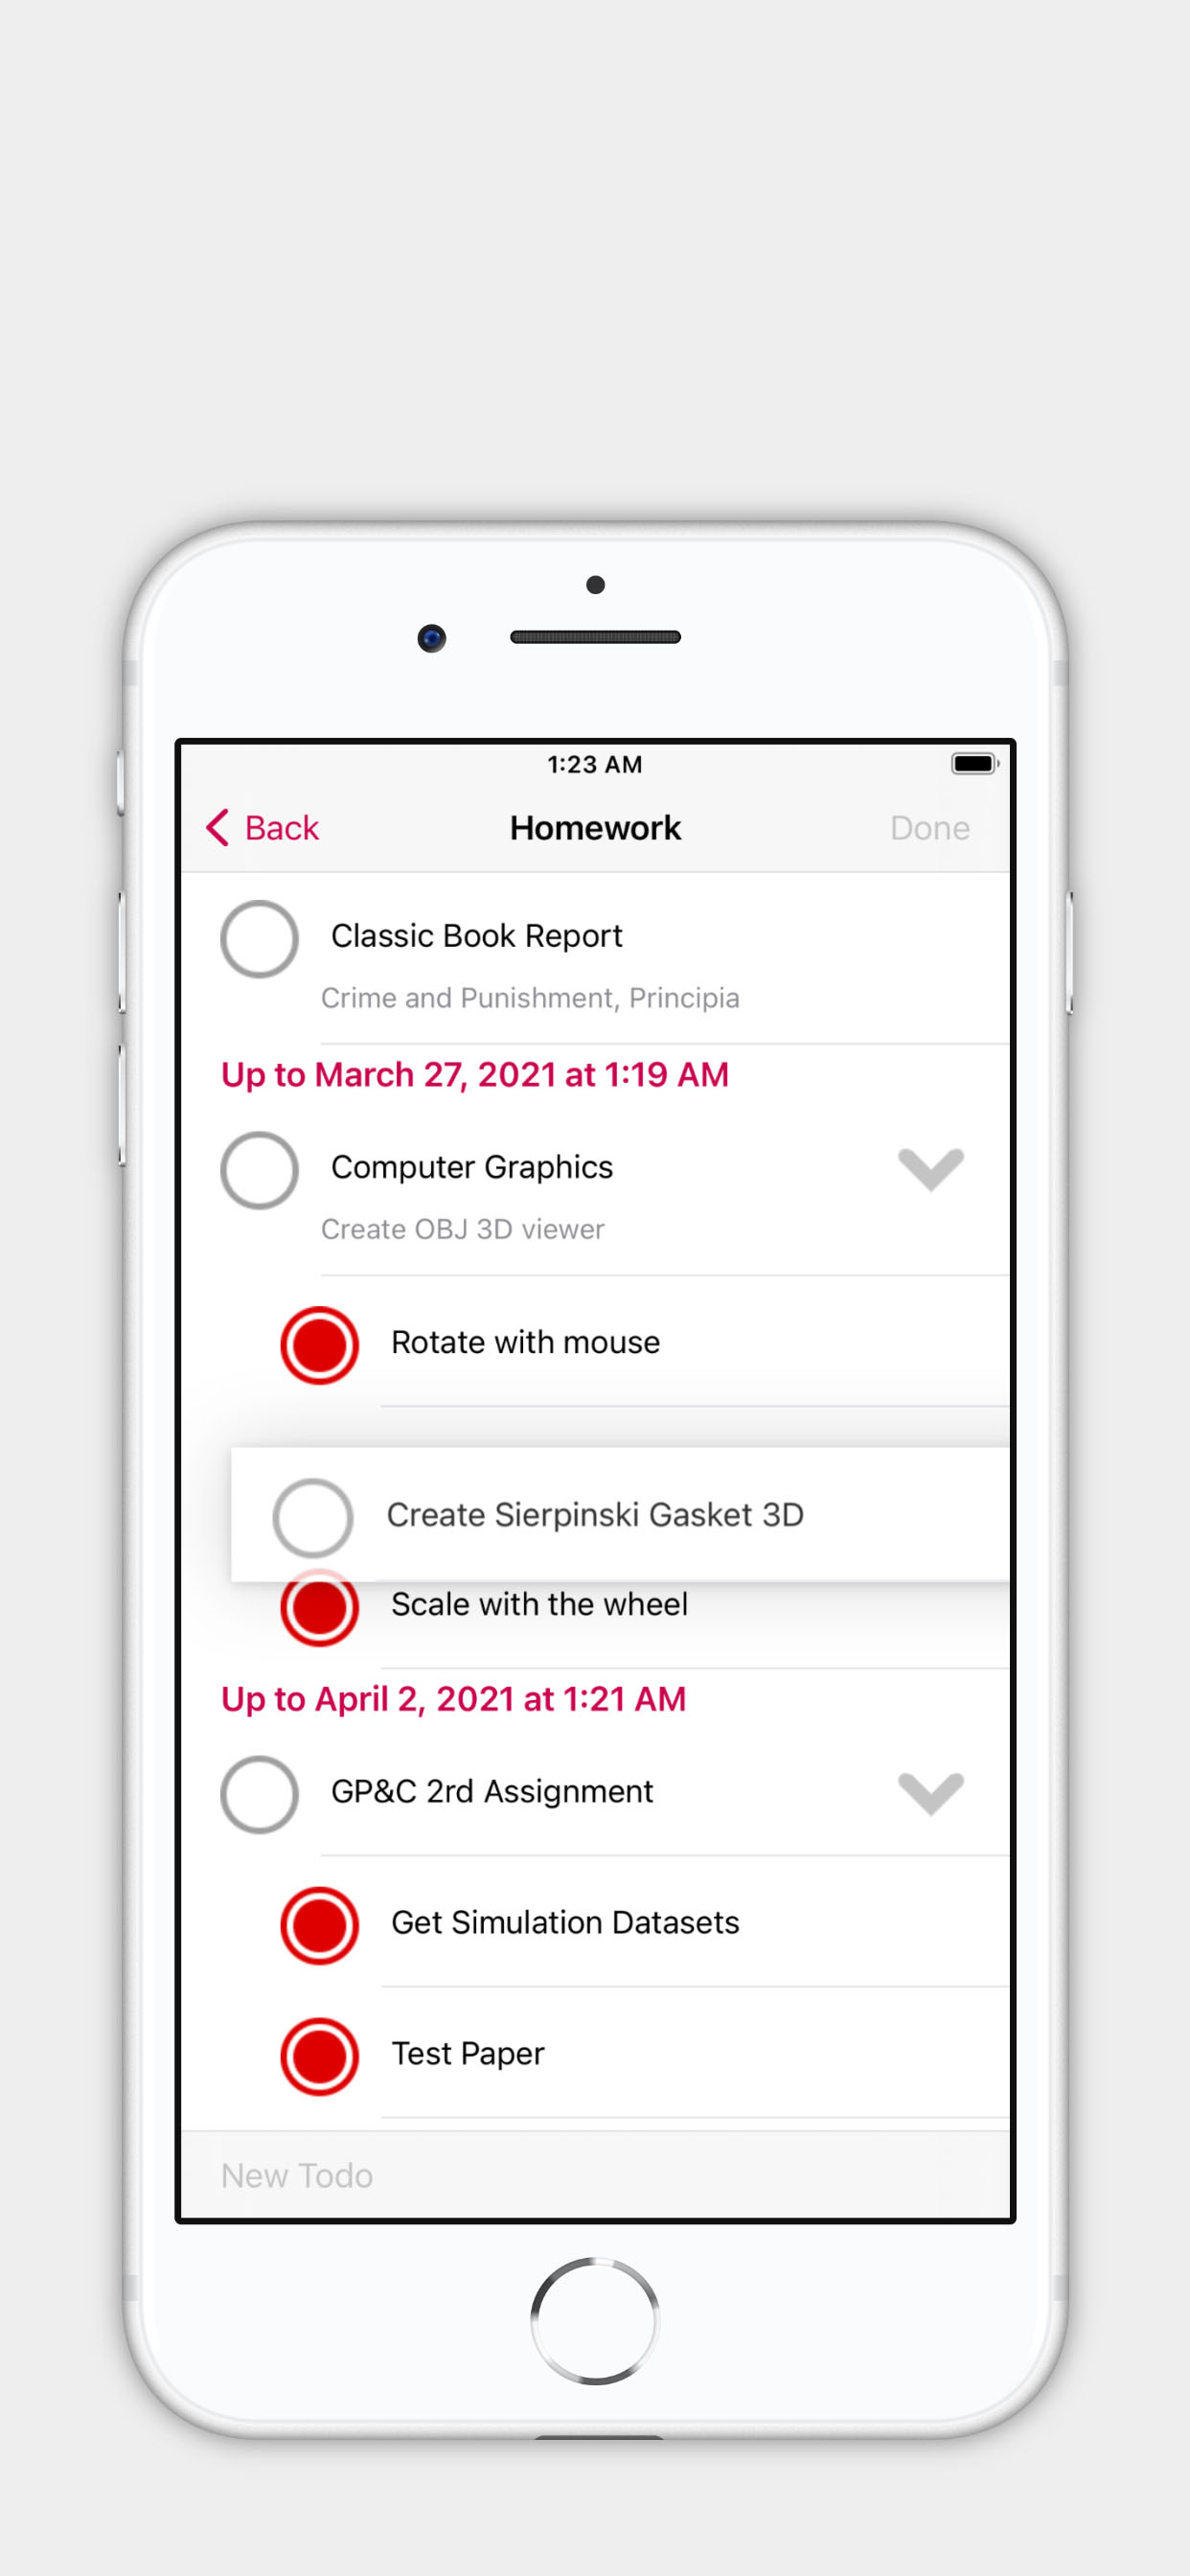 1:23 AM
Back
Homework
Done
Classic Book Report
Crime and Punishment, Principia
Up to March 27, 2021 at 1:19 AM
Computer Graphics
Create OBJ 3D viewer
Rotate with mouse
Create Sierpinski Gasket 3D
Scale with the wheel
Up to April 2, 2021 at 1:21 AM
GP&C 2rd Assignment
Get Simulation Datasets
Test Paper
New Todo